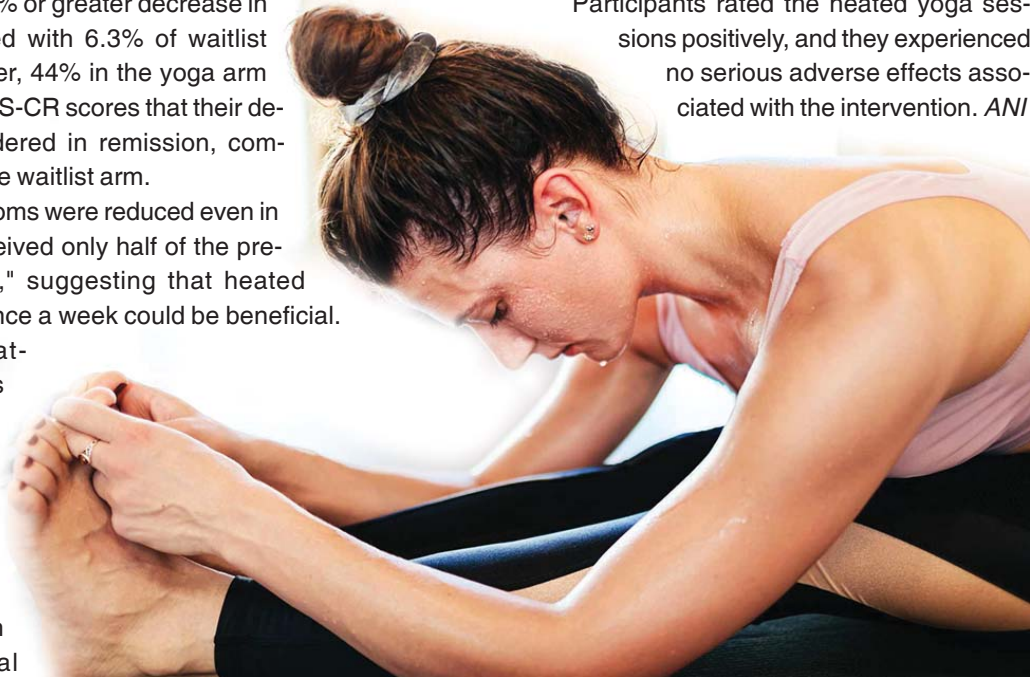 % or greater decrease in
ed with 6.3% of waitlist
er, 44% in the yoga arm
S-CR scores that their de-
dered in remission, com-
e waitlist arm.
oms were reduced even in
eived only half of the pre-
," suggesting that heated
nce a week could be beneficial.
at-
s
n
al
Participants rated the heated yoga ses-
sions positively, and they experienced
no serious adverse effects asso-
ciated with the intervention. ANI